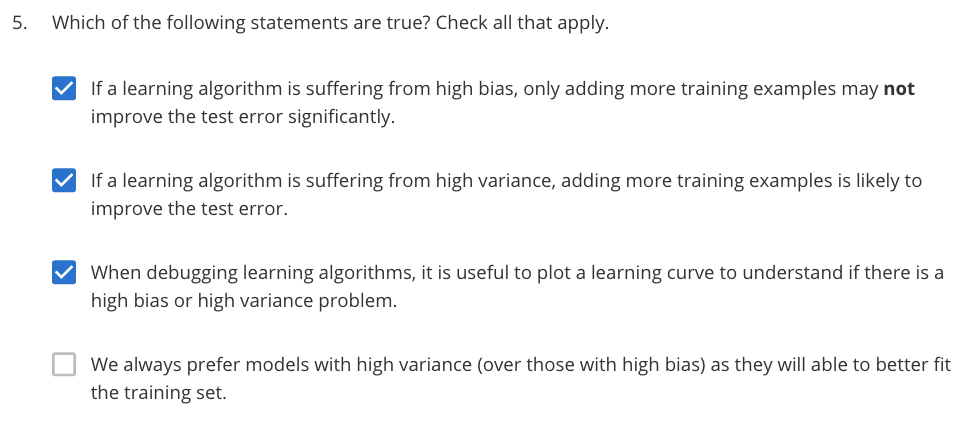 5. Which of the following statements are true? Check all that apply.
If a learning algorithm is suffering from high bias, only adding more training examples may not
improve the test error significantly.
If a learning algorithm is suffering from high variance, adding more training examples is likely to
improve the test error.
When debugging learning algorithms, it is useful to plot a learning curve to understand if there is a
high bias or high variance problem.
We always prefer models with high variance (over those with high bias) as they will able to better fit
the training set.